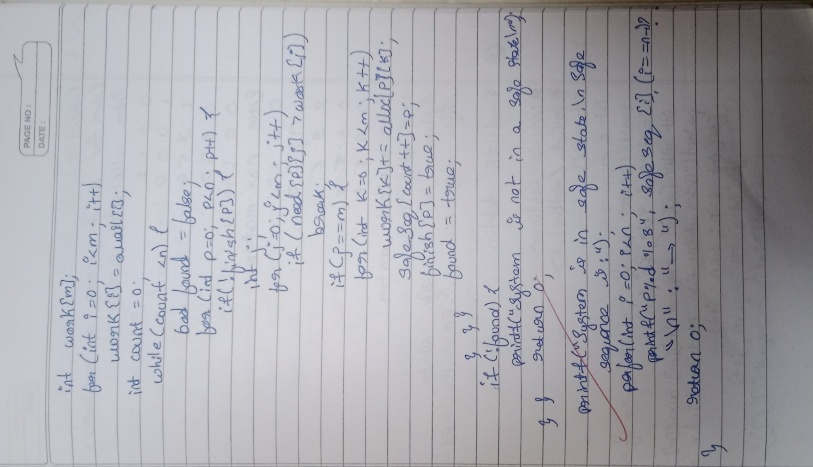 PAGE NO :
DATE :
int work[m];
for (int i=0; i<m; i++)
work[i] = avail[i];
int count = 0;
while (count <n) {
bool found = false;
for (int p=0; p<n; p++) {
if (!finish[p]) {
int j;
for (j=0; j<m; j++)
if (need[p][j] > work[j])
break;
if (j==m) {
for (int k=0; k<m; k++)
work[k]+= alloc[p][k];
safeseq[count++]=p;
finish[p] = true;
found = true;
} } }
if (!found) {
printf("System is not in a safe state\n");
return 0;
} }
printf("System is in safe state.\n Safe
sequence is :");
for(int i=0; i<n; i++)
printf("P%d %s", safeseq[i], (i==n-1)?
"\n" : "→");
return 0;
}